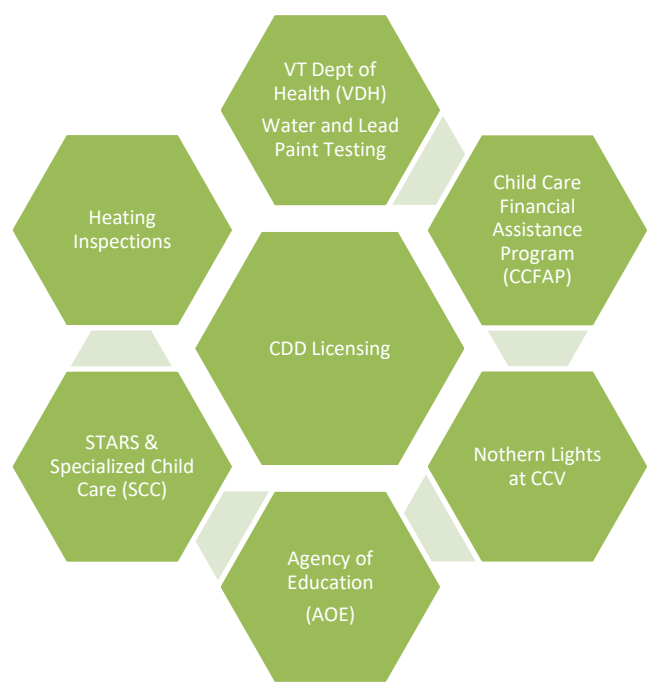 VT Dept of
Health (VDH)
Water and Lead
Paint Testing
Child Care
Financial
Assistance
Program
(CCFAP)
Heating
Inspections
CDD Licensing
STARS &
Specialized Child
Care (SCC)
Nothern Lights
at CCV
Agency of
Education
(AOE)